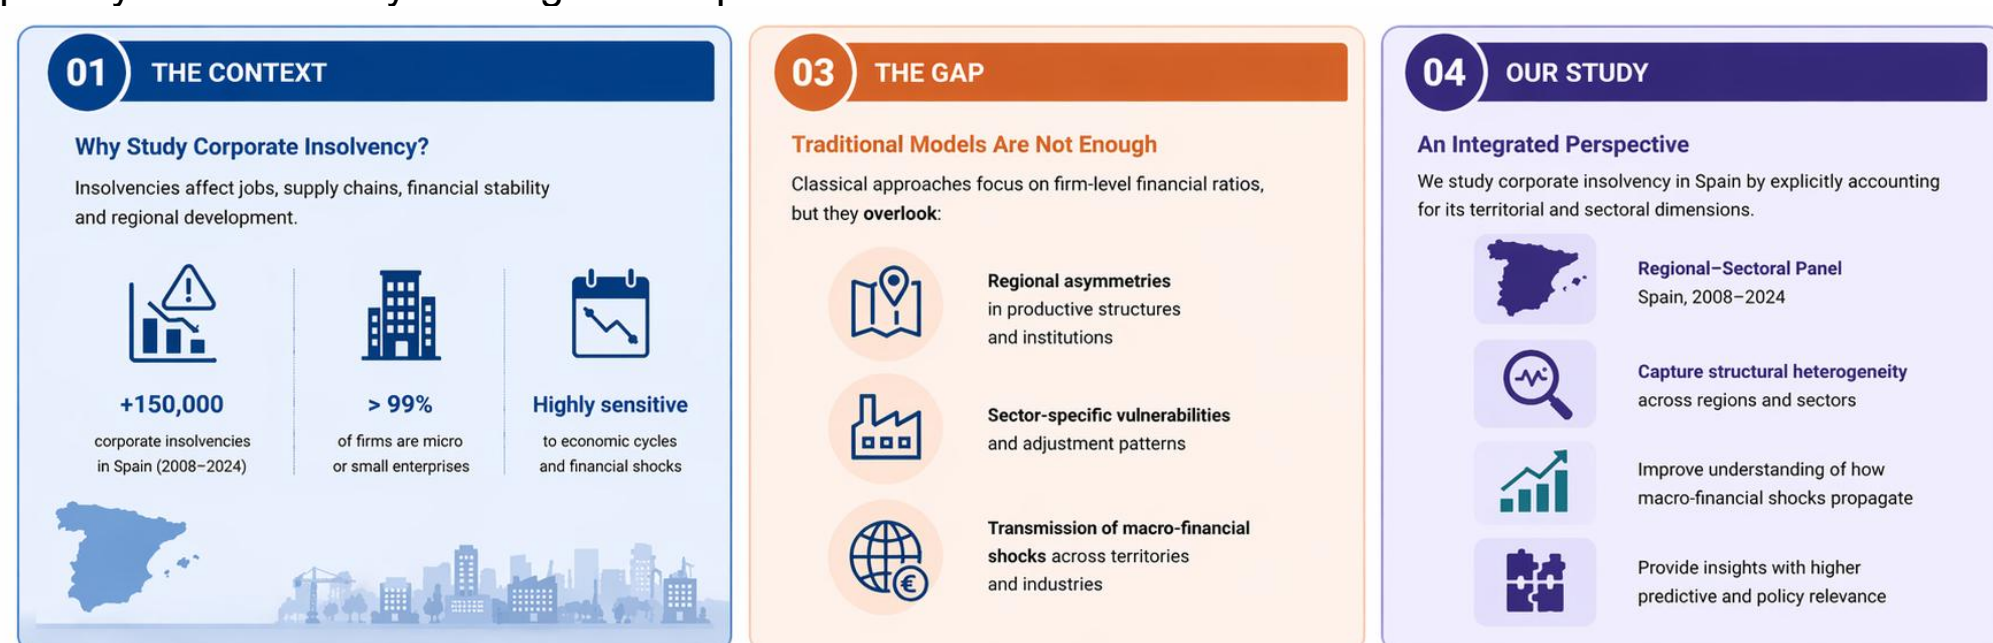 01 THE CONTEXT
Why Study Corporate Insolvency?
Insolvencies affect jobs, supply chains, financial stability
and regional development.
+150,000
corporate insolvencies
in Spain (2008–2024)
> 99%
of firms are micro
or small enterprises
Highly sensitive
to economic cycles
and financial shocks
03 THE GAP
Traditional Models Are Not Enough
Classical approaches focus on firm-level financial ratios,
but they overlook:
Regional asymmetries
in productive structures
and institutions
Sector-specific vulnerabilities
and adjustment patterns
Transmission of macro-financial
shocks across territories
and industries
€
04 OUR STUDY
An Integrated Perspective
We study corporate insolvency in Spain by explicitly accounting
for its territorial and sectoral dimensions.
Regional–Sectoral Panel
Spain, 2008–2024
Capture structural heterogeneity
across regions and sectors
Improve understanding of how
macro-financial shocks propagate
Provide insights with higher
predictive and policy relevance